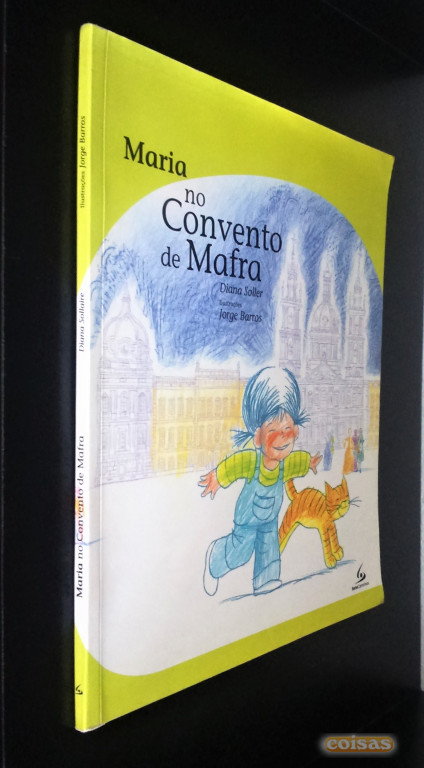 Maria
no
Convento
de Mafra
Diana Soller
Ilustrações
Jorge Barros
Maria no Convento de Mafra
Diana Sollaire
Ilustrações Jorge Barros
coisas